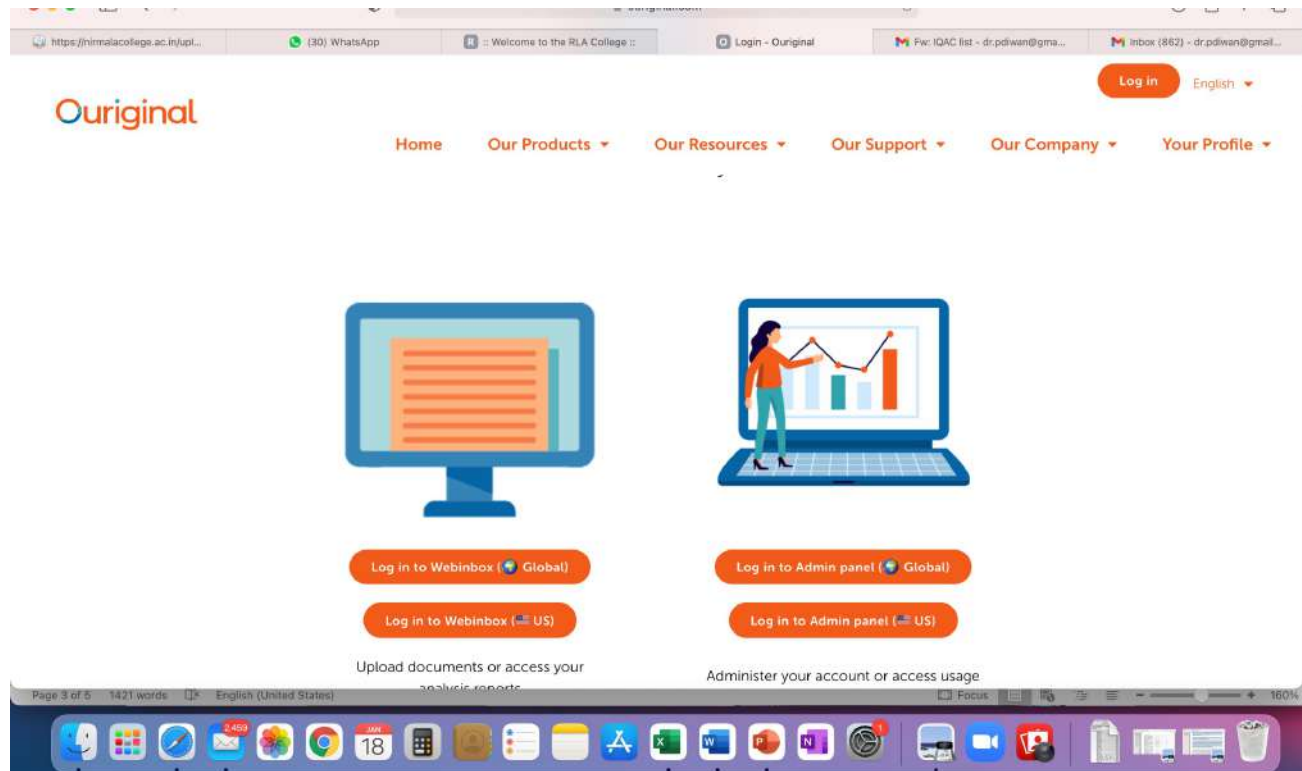 https://nirmalacollege.ac.in/upl...
(30) WhatsApp
:: Welcome to the RLA College ::
Login - Ouriginal
Fw: IQAC list - dr.pdiwan@gma...
Inbox (862) - dr.pdiwan@gmail...
Log in
English
Ouriginal
Home
Our Products
Our Resources
Our Support
Our Company
Your Profile
Log in to Webinbox (🌍 Global)
Log in to Admin panel (🌍 Global)
Log in to Webinbox (🇺🇸 US)
Log in to Admin panel (🇺🇸 US)
Upload documents or access your
analysis reports
Administer your account or access usage
Page 3 of 5 1421 words English (United States)
Focus
160%
2,459
JAN
18
1